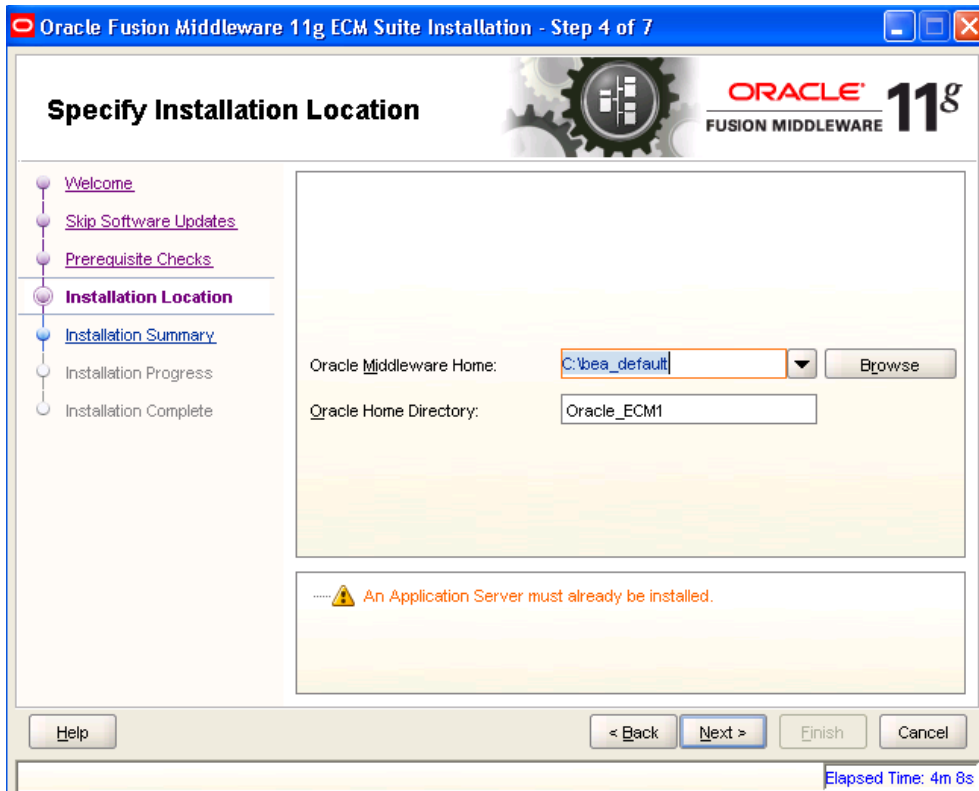 Oracle Fusion Middleware 11g ECM Suite Installation - Step 4 of 7
Specify Installation Location
ORACLE
FUSION MIDDLEWARE 11g
Welcome
Skip Software Updates
Prerequisite Checks
Installation Location
Installation Summary
Installation Progress
Installation Complete
Oracle Middleware Home: C:\bea_default Browse
Oracle Home Directory: Oracle_ECM1
An Application Server must already be installed.
Help < Back Next > Finish Cancel
Elapsed Time: 4m 8s